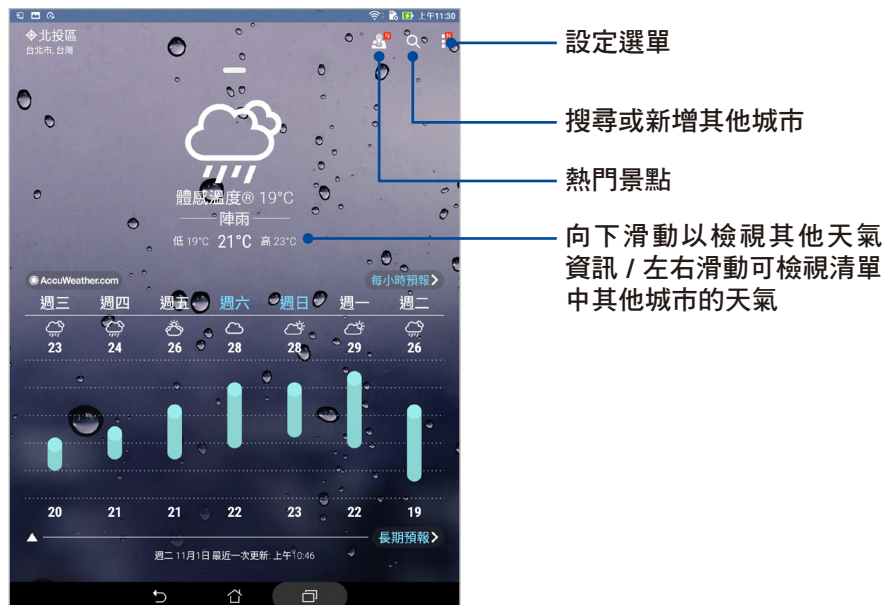 上午11:30
北投區
台北市, 台灣
N
N
設定選單
搜尋或新增其他城市
熱門景點
體感溫度® 19°C
陣雨
低 19°C 21°C 高 23°C
向下滑動以檢視其他天氣
資訊 / 左右滑動可檢視清單
中其他城市的天氣
AccuWeather.com
每小時預報
週三 週四 週五 週六 週日 週一 週二
23 24 26 28 28 29 26
20 21 21 22 23 22 19
長期預報
週二 11月1日 最近一次更新: 上午10:46